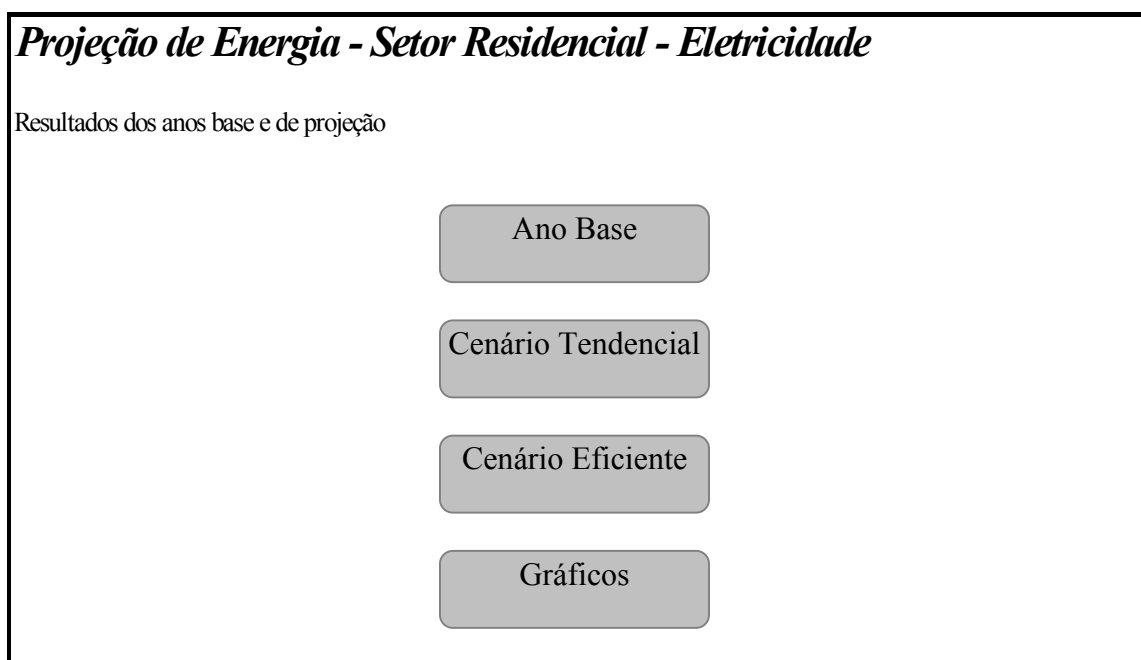 Projeção de Energia - Setor Residencial - Eletricidade
Resultados dos anos base e de projeção
Ano Base
Cenário Tendencial
Cenário Eficiente
Gráficos